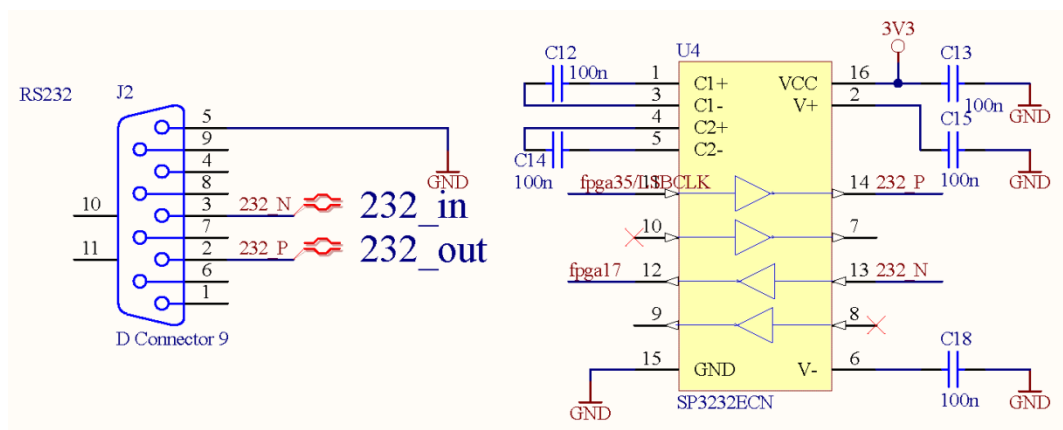 RS232
J2
5
9
4
8
3
7
2
6
1
10
11
GND
232_N
232_in
232_P
232_out
D Connector 9
U4
3V3
C12
100n
C14
100n
C13
100n
GND
C15
100n
GND
1
3
4
5
C1+
C1-
C2+
C2-
VCC
V+
16
2
11
14
232_P
10
7
fpga17
12
13
232_N
9
8
15
GND
V-
6
C18
100n
GND
GND
SP3232ECN